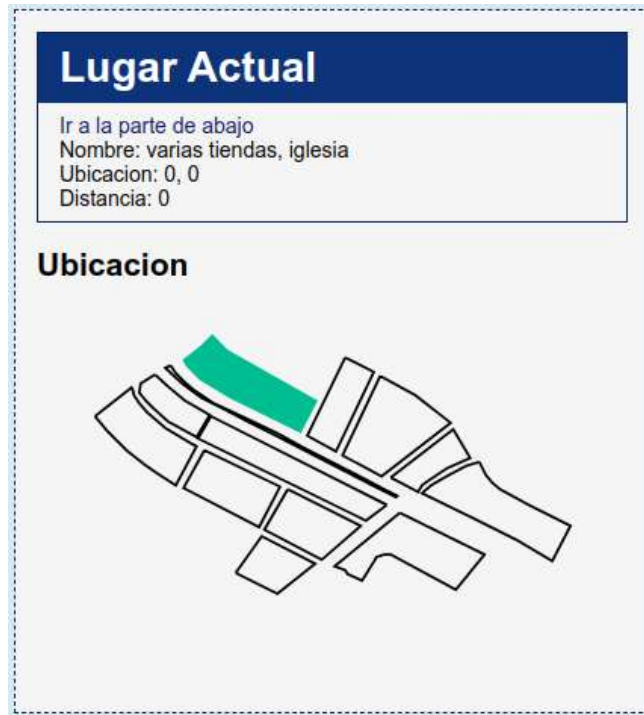 Lugar Actual
Ir a la parte de abajo
Nombre: varias tiendas, iglesia
Ubicacion: 0, 0
Distancia: 0
Ubicacion